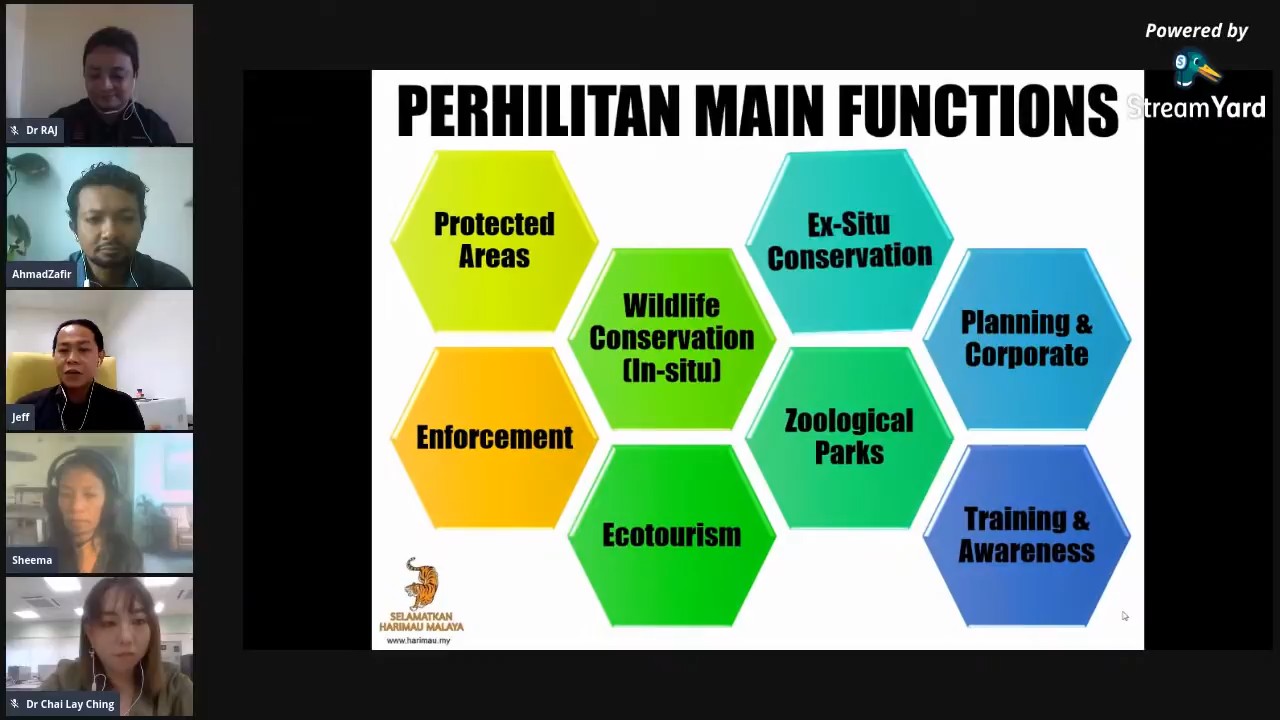 Dr RAJ
AhmadZafir
Jeff
Sheema
Dr Chai Lay Ching
PERHILITAN MAIN FUNCTIONS
Protected
Areas
Wildlife
Conservation
(In-situ)
Ex-Situ
Conservation
Planning &
Corporate
Enforcement
Ecotourism
Zoological
Parks
Training &
Awareness
SELAMATKAN
HARIMAU MALAYA
www.harimau.my
Powered by
S
StreamYard